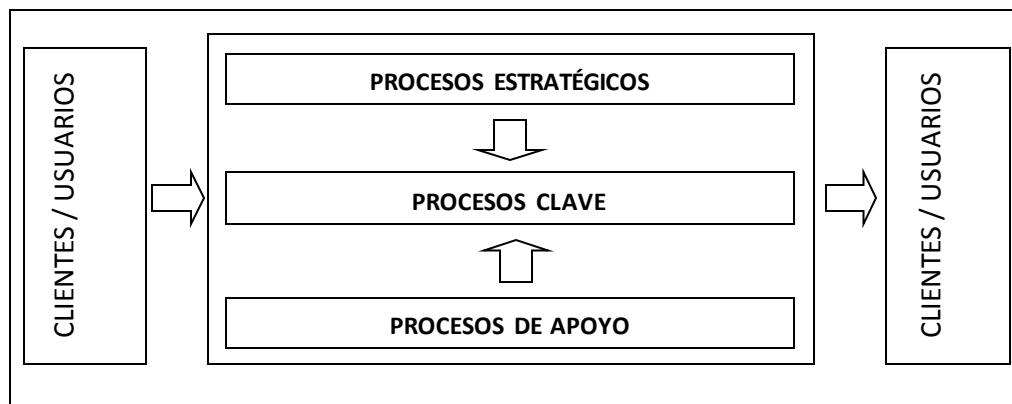 CLIENTES / USUARIOS
PROCESOS ESTRATÉGICOS
PROCESOS CLAVE
PROCESOS DE APOYO
CLIENTES / USUARIOS